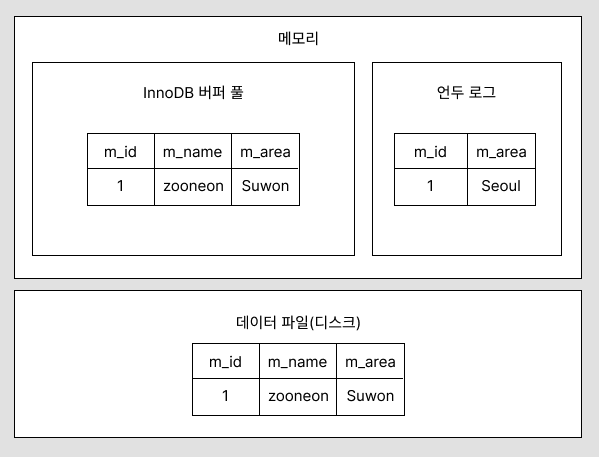 메모리
InnoDB 버퍼 풀
m_id m_name m_area
1 zooneon Suwon
언두 로그
m_id m_area
1 Seoul
데이터 파일(디스크)
m_id m_name m_area
1 zooneon Suwon